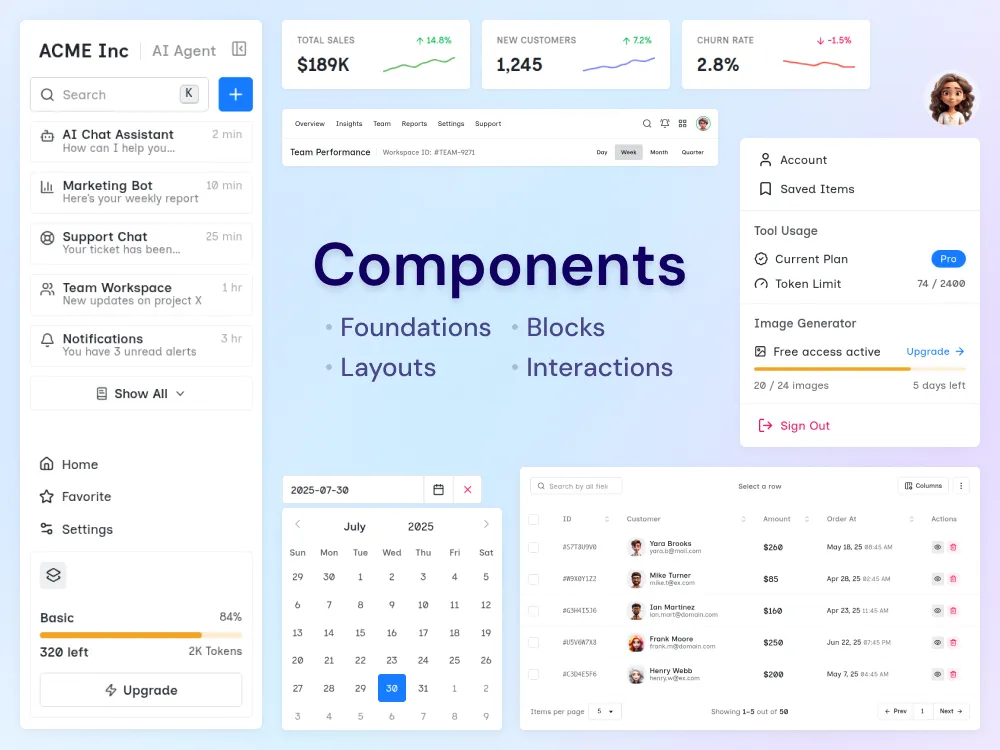 ACME Inc AI Agent
Search K
AI Chat Assistant 2 min
How can I help you...
Marketing Bot 10 min
Here's your weekly report
Support Chat 25 min
Your ticket has been...
Team Workspace 1 hr
New updates on project X
Notifications 3 hr
You have 3 unread alerts
Show All
Home
Favorite
Settings
Basic 84%
320 left 2K Tokens
Upgrade
TOTAL SALES 14.8%
$189K
NEW CUSTOMERS 7.2%
1,245
CHURN RATE -1.5%
2.8%
Overview Insights Team Reports Settings Support
Team Performance Workspace ID: #TEAM-9271 Day Week Month Quarter
Components
• Foundations • Blocks
• Layouts • Interactions
Account
Saved Items
Tool Usage
Current Plan Pro
Token Limit 74 / 2400
Image Generator
Free access active Upgrade →
20 / 24 images 5 days left
Sign Out
2025-07-30
July 2025
Sun Mon Tue Wed Thu Fri Sat
29 30 1 2 3 4 5
6 7 8 9 10 11 12
13 14 15 16 17 18 19
20 21 22 23 24 25 26
27 28 29 30 31 1 2
3 4 5 6 7 8 9
Search by all fiel Select a row Columns
ID Customer Amount Order At Actions
Yara Brooks
#S7T8U9V0 $260 May 18, 25 08:45 AM
yara.b@mail.com
Mike Turner
#W9X0Y1Z2 $85 Apr 28, 25 02:45 AM
mike.t@ex.com
Ian Martinez
#G3H4I5J6 $160 Apr 23, 25 11:45 AM
ian.mart@domain.com
Frank Moore
#U5V6W7X8 $250 Jun 22, 25 07:45 PM
frank.m@domain.com
Henry Webb
#C3D4E5F6 $200 May 7, 25 04:45 AM
henry.w@ex.com
Items per page 5 Showing 1-5 out of 50 ← Prev 1 Next →